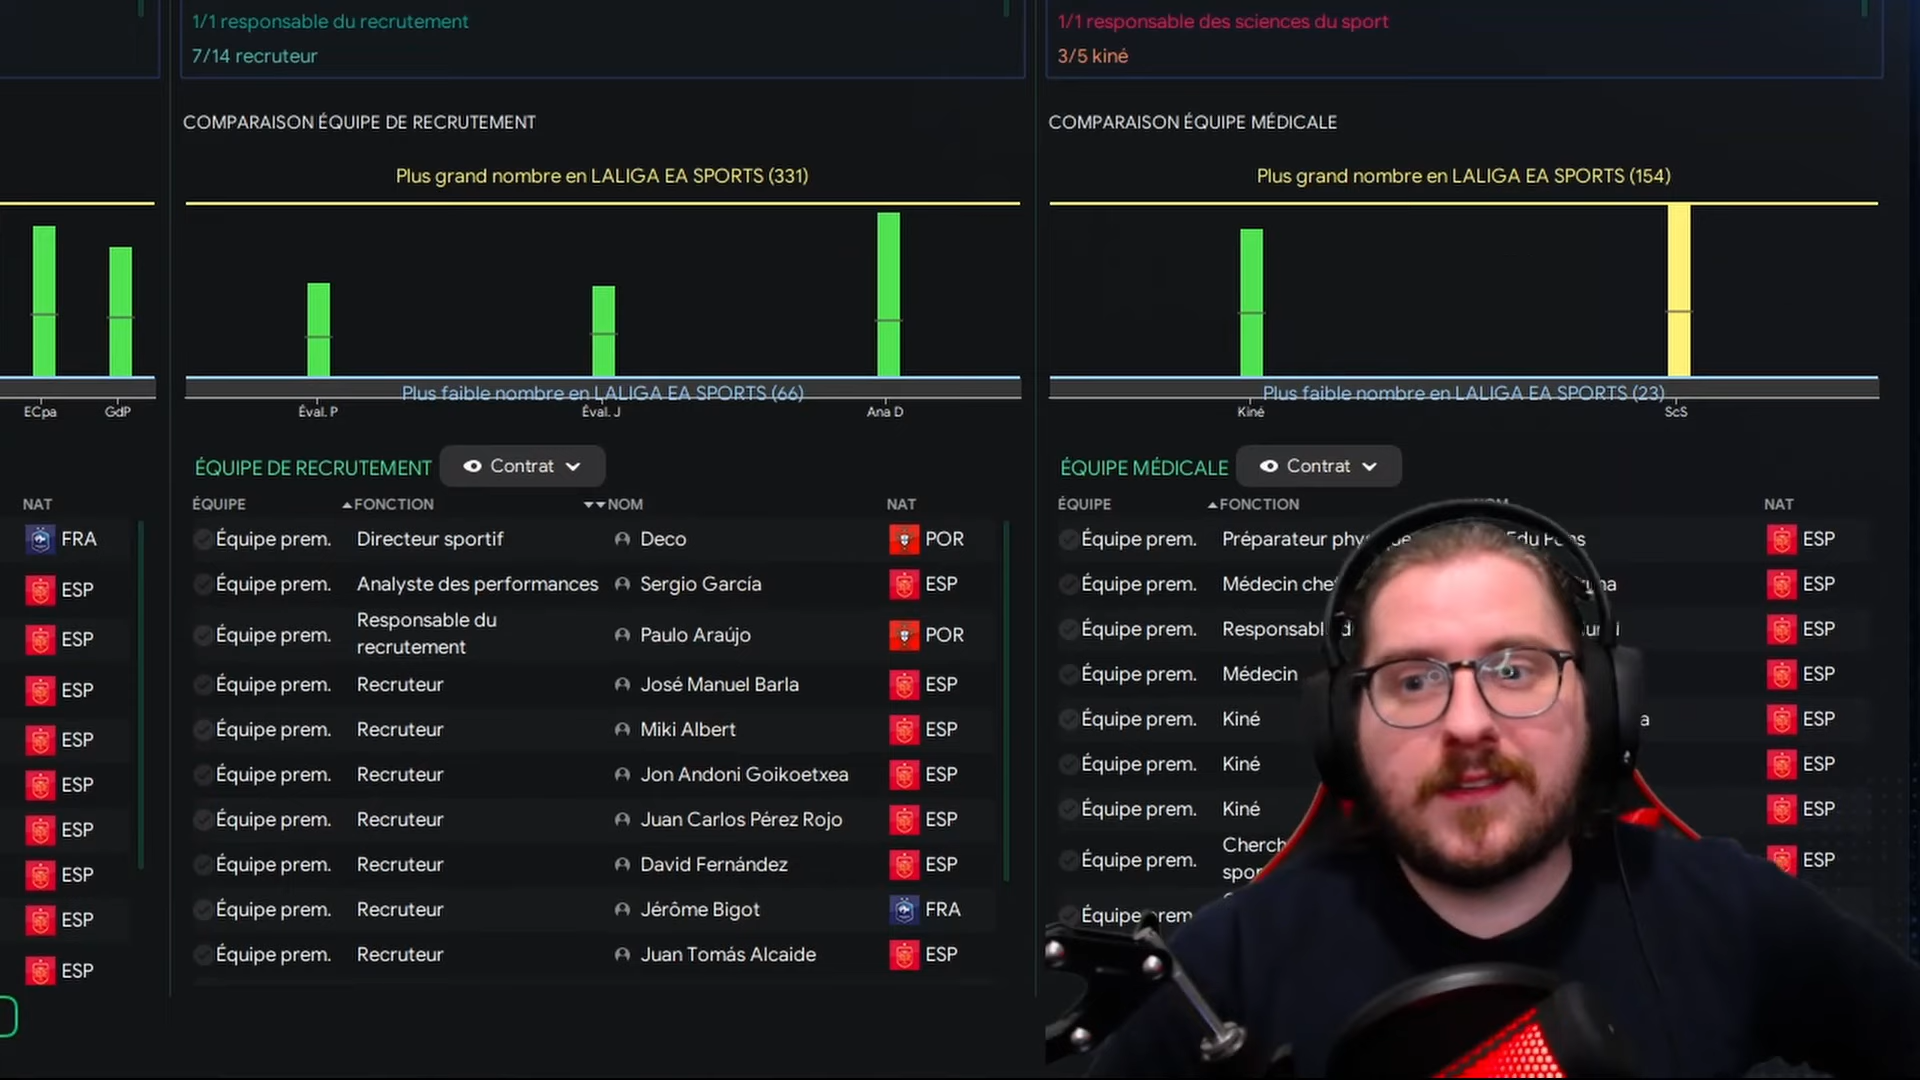 1/1 responsable du recrutement
7/14 recruteur
1/1 responsable des sciences du sport
3/5 kiné
COMPARAISON ÉQUIPE DE RECRUTEMENT
COMPARAISON ÉQUIPE MÉDICALE
Plus grand nombre en LALIGA EA SPORTS (331)
Plus grand nombre en LALIGA EA SPORTS (154)
Plus faible nombre en LALIGA EA SPORTS (66)
Plus faible nombre en LALIGA EA SPORTS (23)
ECpa GdP
Éval. P Éval. J Ana D
Kiné ScS
NAT
FRA
ESP
ESP
ESP
ESP
ESP
ESP
ESP
ESP
ESP
ÉQUIPE DE RECRUTEMENT Contrat
ÉQUIPE FONCTION NOM NAT
Équipe prem. Directeur sportif Deco POR
Équipe prem. Analyste des performances Sergio García ESP
Équipe prem. Responsable du recrutement Paulo Araújo POR
Équipe prem. Recruteur José Manuel Barla ESP
Équipe prem. Recruteur Miki Albert ESP
Équipe prem. Recruteur Jon Andoni Goikoetxea ESP
Équipe prem. Recruteur Juan Carlos Pérez Rojo ESP
Équipe prem. Recruteur David Fernández ESP
Équipe prem. Recruteur Jérôme Bigot FRA
Équipe prem. Recruteur Juan Tomás Alcaide ESP
ÉQUIPE MÉDICALE Contrat
ÉQUIPE FONCTION NOM NAT
Équipe prem. Préparateur Edu ESP
Équipe prem. Médecin ESP
Équipe prem. ESP
Équipe prem. Médecin ESP
Équipe prem. Kiné ESP
Équipe prem. Kiné ESP
Équipe prem. Kiné ESP
Équipe prem. ESP
Équipe prem